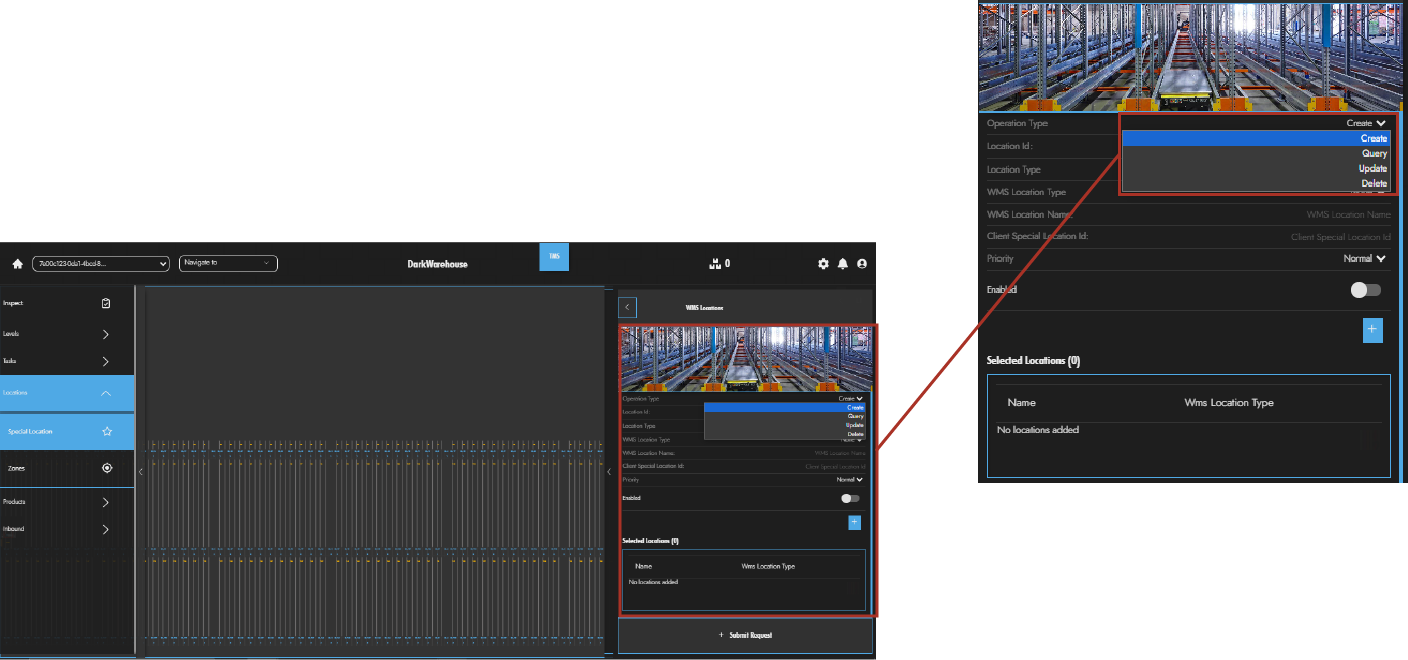 Operation Type
Create
Create
Query
Update
Delete
Location Id :
Location Type
WMS Location Type
WMS Location Name:
WMS Location Name
Client Special Location Id:
Client Special Location Id
Priority
Normal
Enabled
+
Selected Locations (0)
Name
Wms Location Type
No locations added
Navigate to
DarkWarehouse
TMS
0
Inspect
Levels
Tasks
Locations
Special Location
Zones
Products
Inbound
WMS Locations
Operation Type
Create
Create
Query
Update
Delete
Location Id
Location Type
WMS Location Type
None
WMS Location Name:
WMS Location Name
Client Special Location Id:
Client Special Location Id
Priority
Normal
Enabled
+
Selected Locations (0)
Name
Wms Location Type
No locations added
+ Submit Request